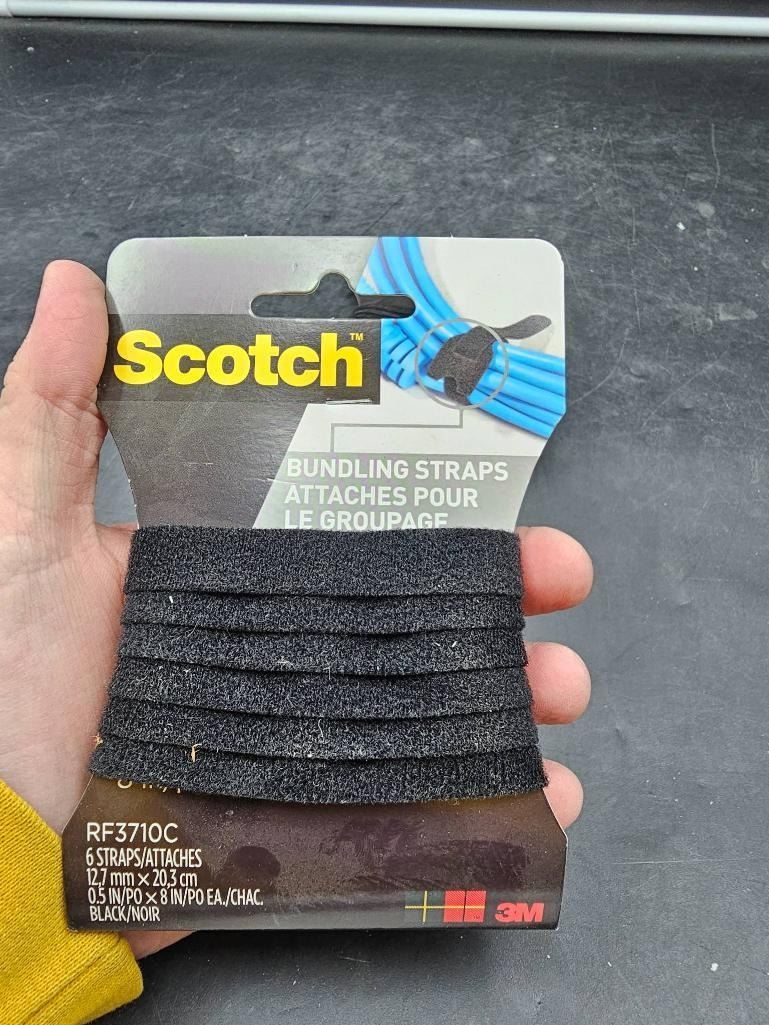 Scotch™
BUNDLING STRAPS
ATTACHES POUR
LE GROUPAGE
RF3710C
6 STRAPS/ATTACHES
12,7 mm × 20,3 cm
0.5 IN/PO × 8 IN/PO EA./CHAC.
BLACK/NOIR
3M